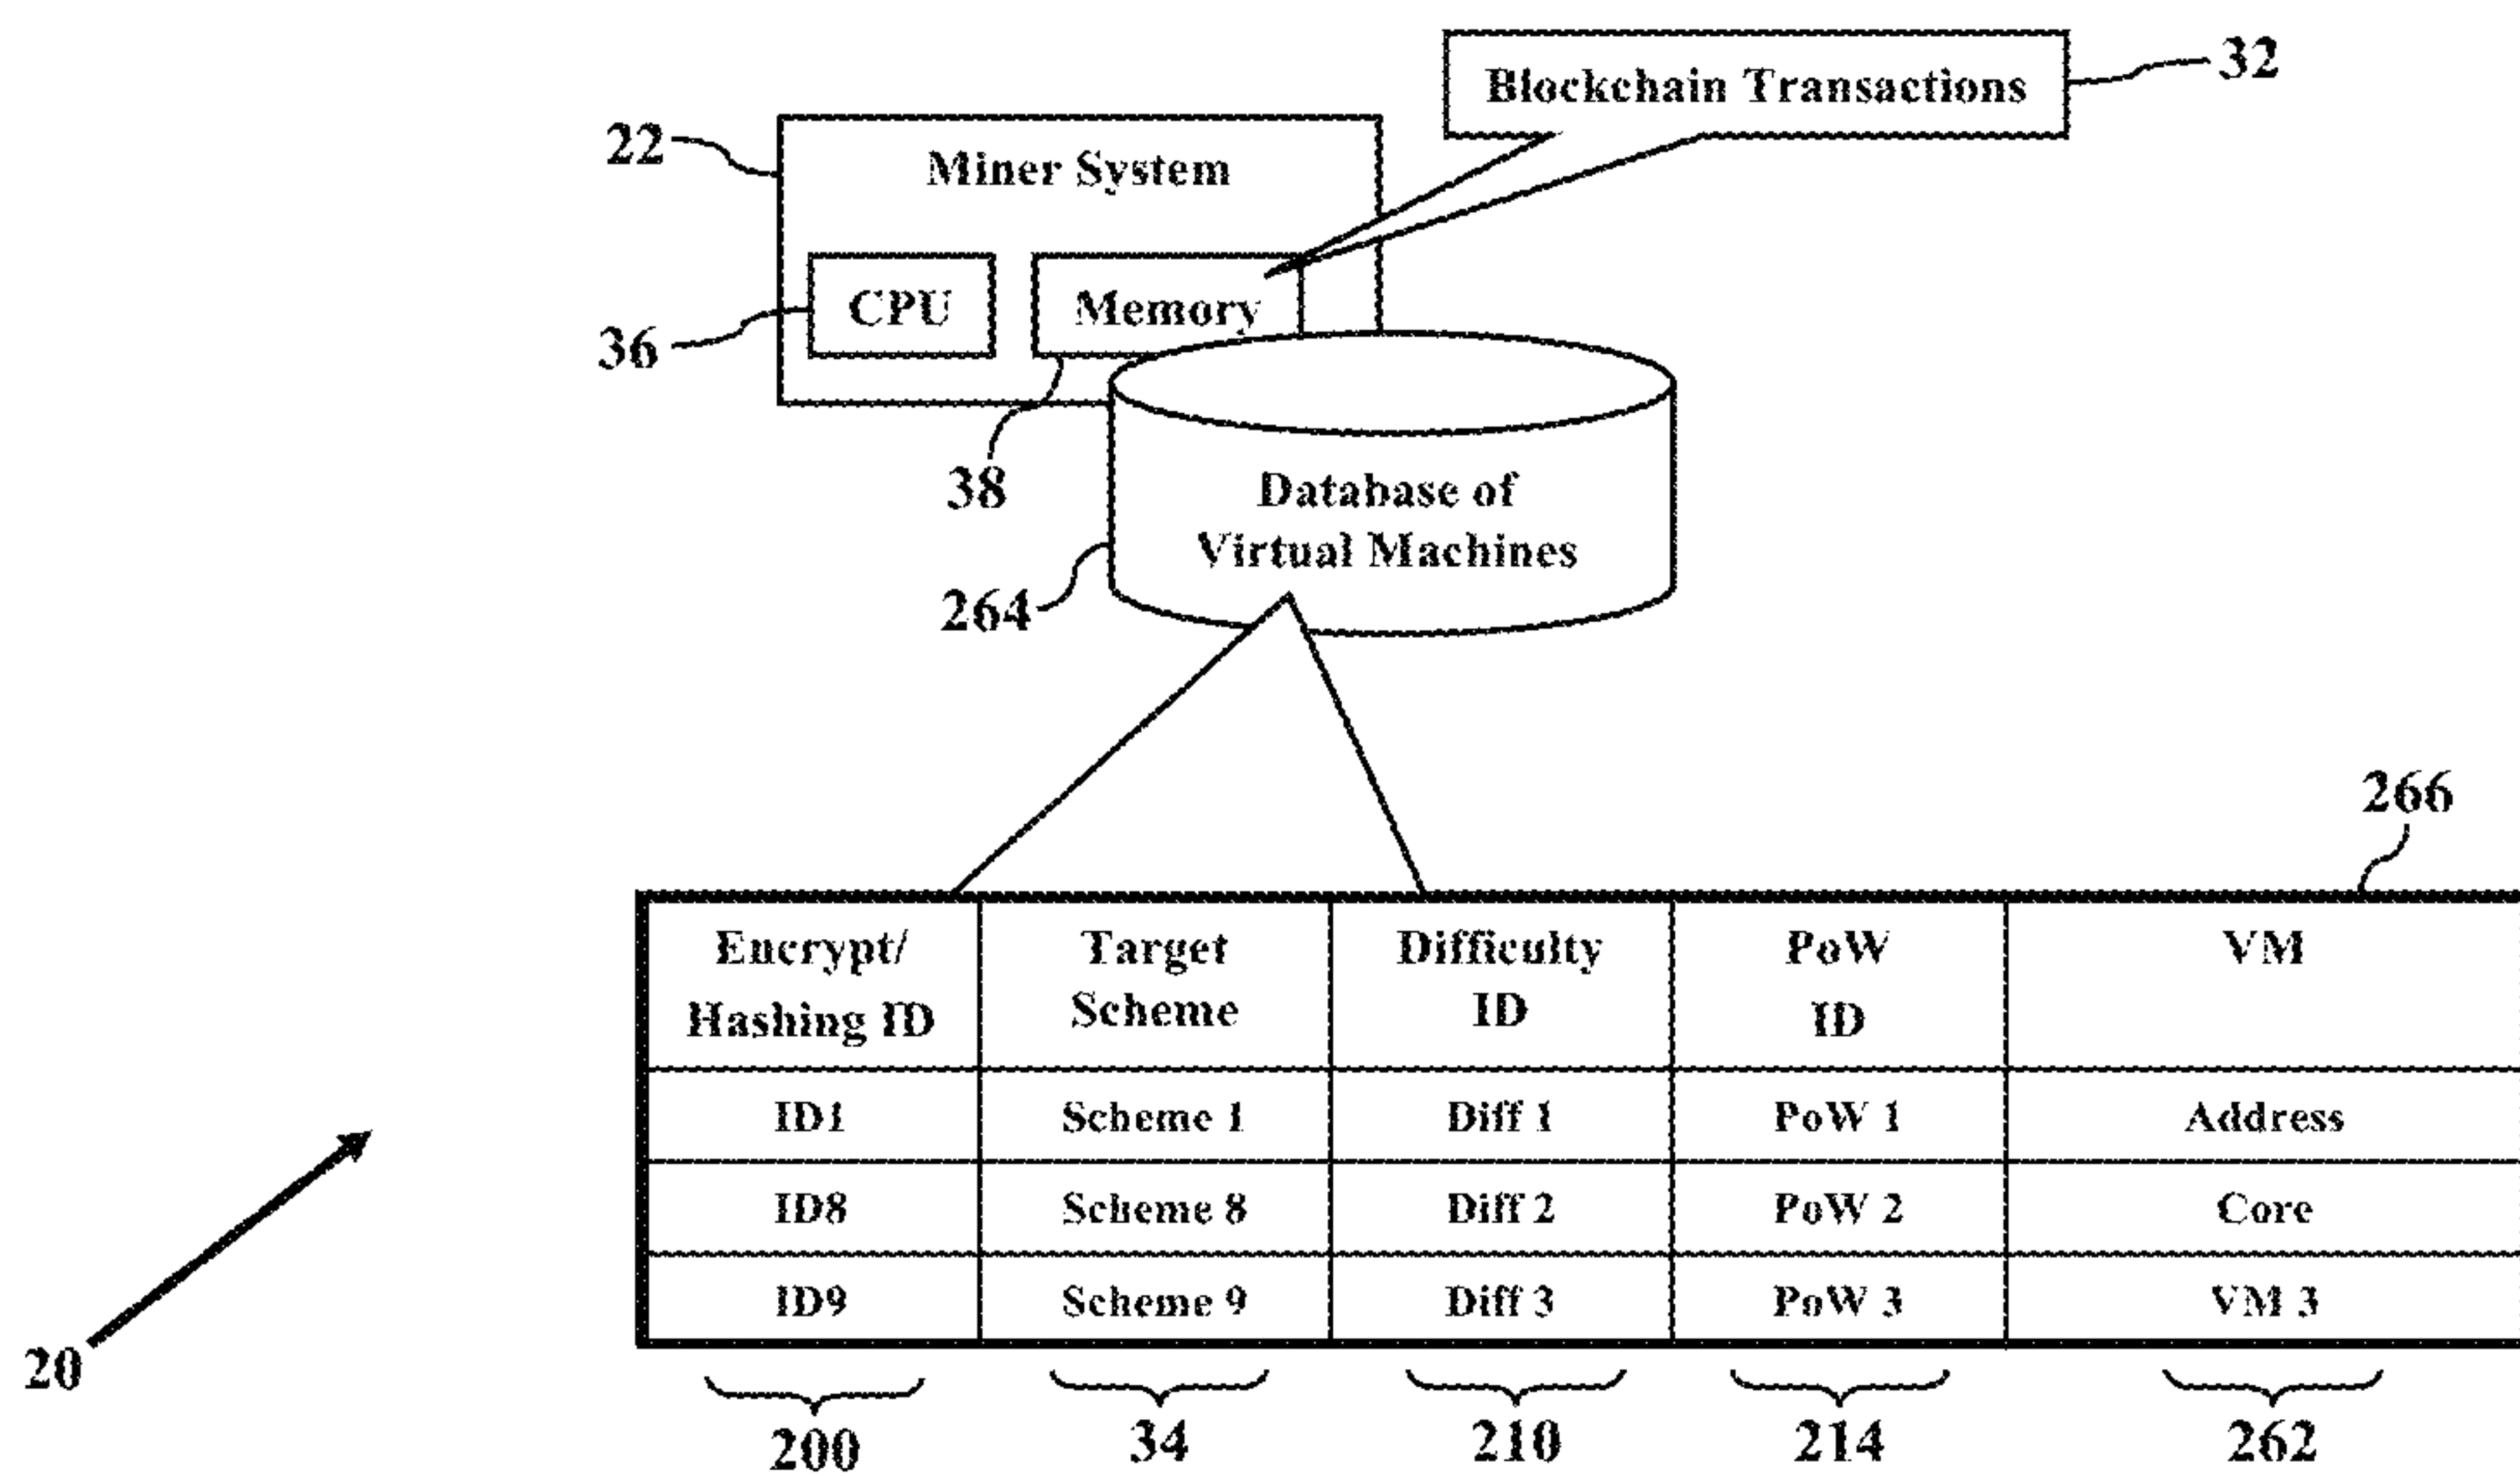 Blockchain Transactions
32
22
Miner System
CPU
Memory
36
38
Database of
Virtual Machines
264
266
Encrypt/
Hashing ID
Target
Scheme
Difficulty
ID
PoW
ID
VM
ID1 Scheme 1 Diff 1 PoW 1 Address
ID8 Scheme 8 Diff 2 PoW 2 Core
ID9 Scheme 9 Diff 3 PoW 3 VM 3
20
200 34 210 214 262